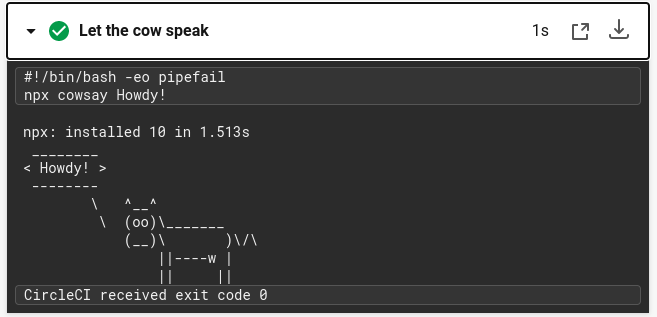 Let the cow speak 1s
#!/bin/bash -eo pipefail
npx cowsay Howdy!
npx: installed 10 in 1.513s
 ________
< Howdy! >
 --------
        \   ^__^
         \  (oo)\_______
            (__)\       )\/\
                ||----w |
                ||     ||
CircleCI received exit code 0